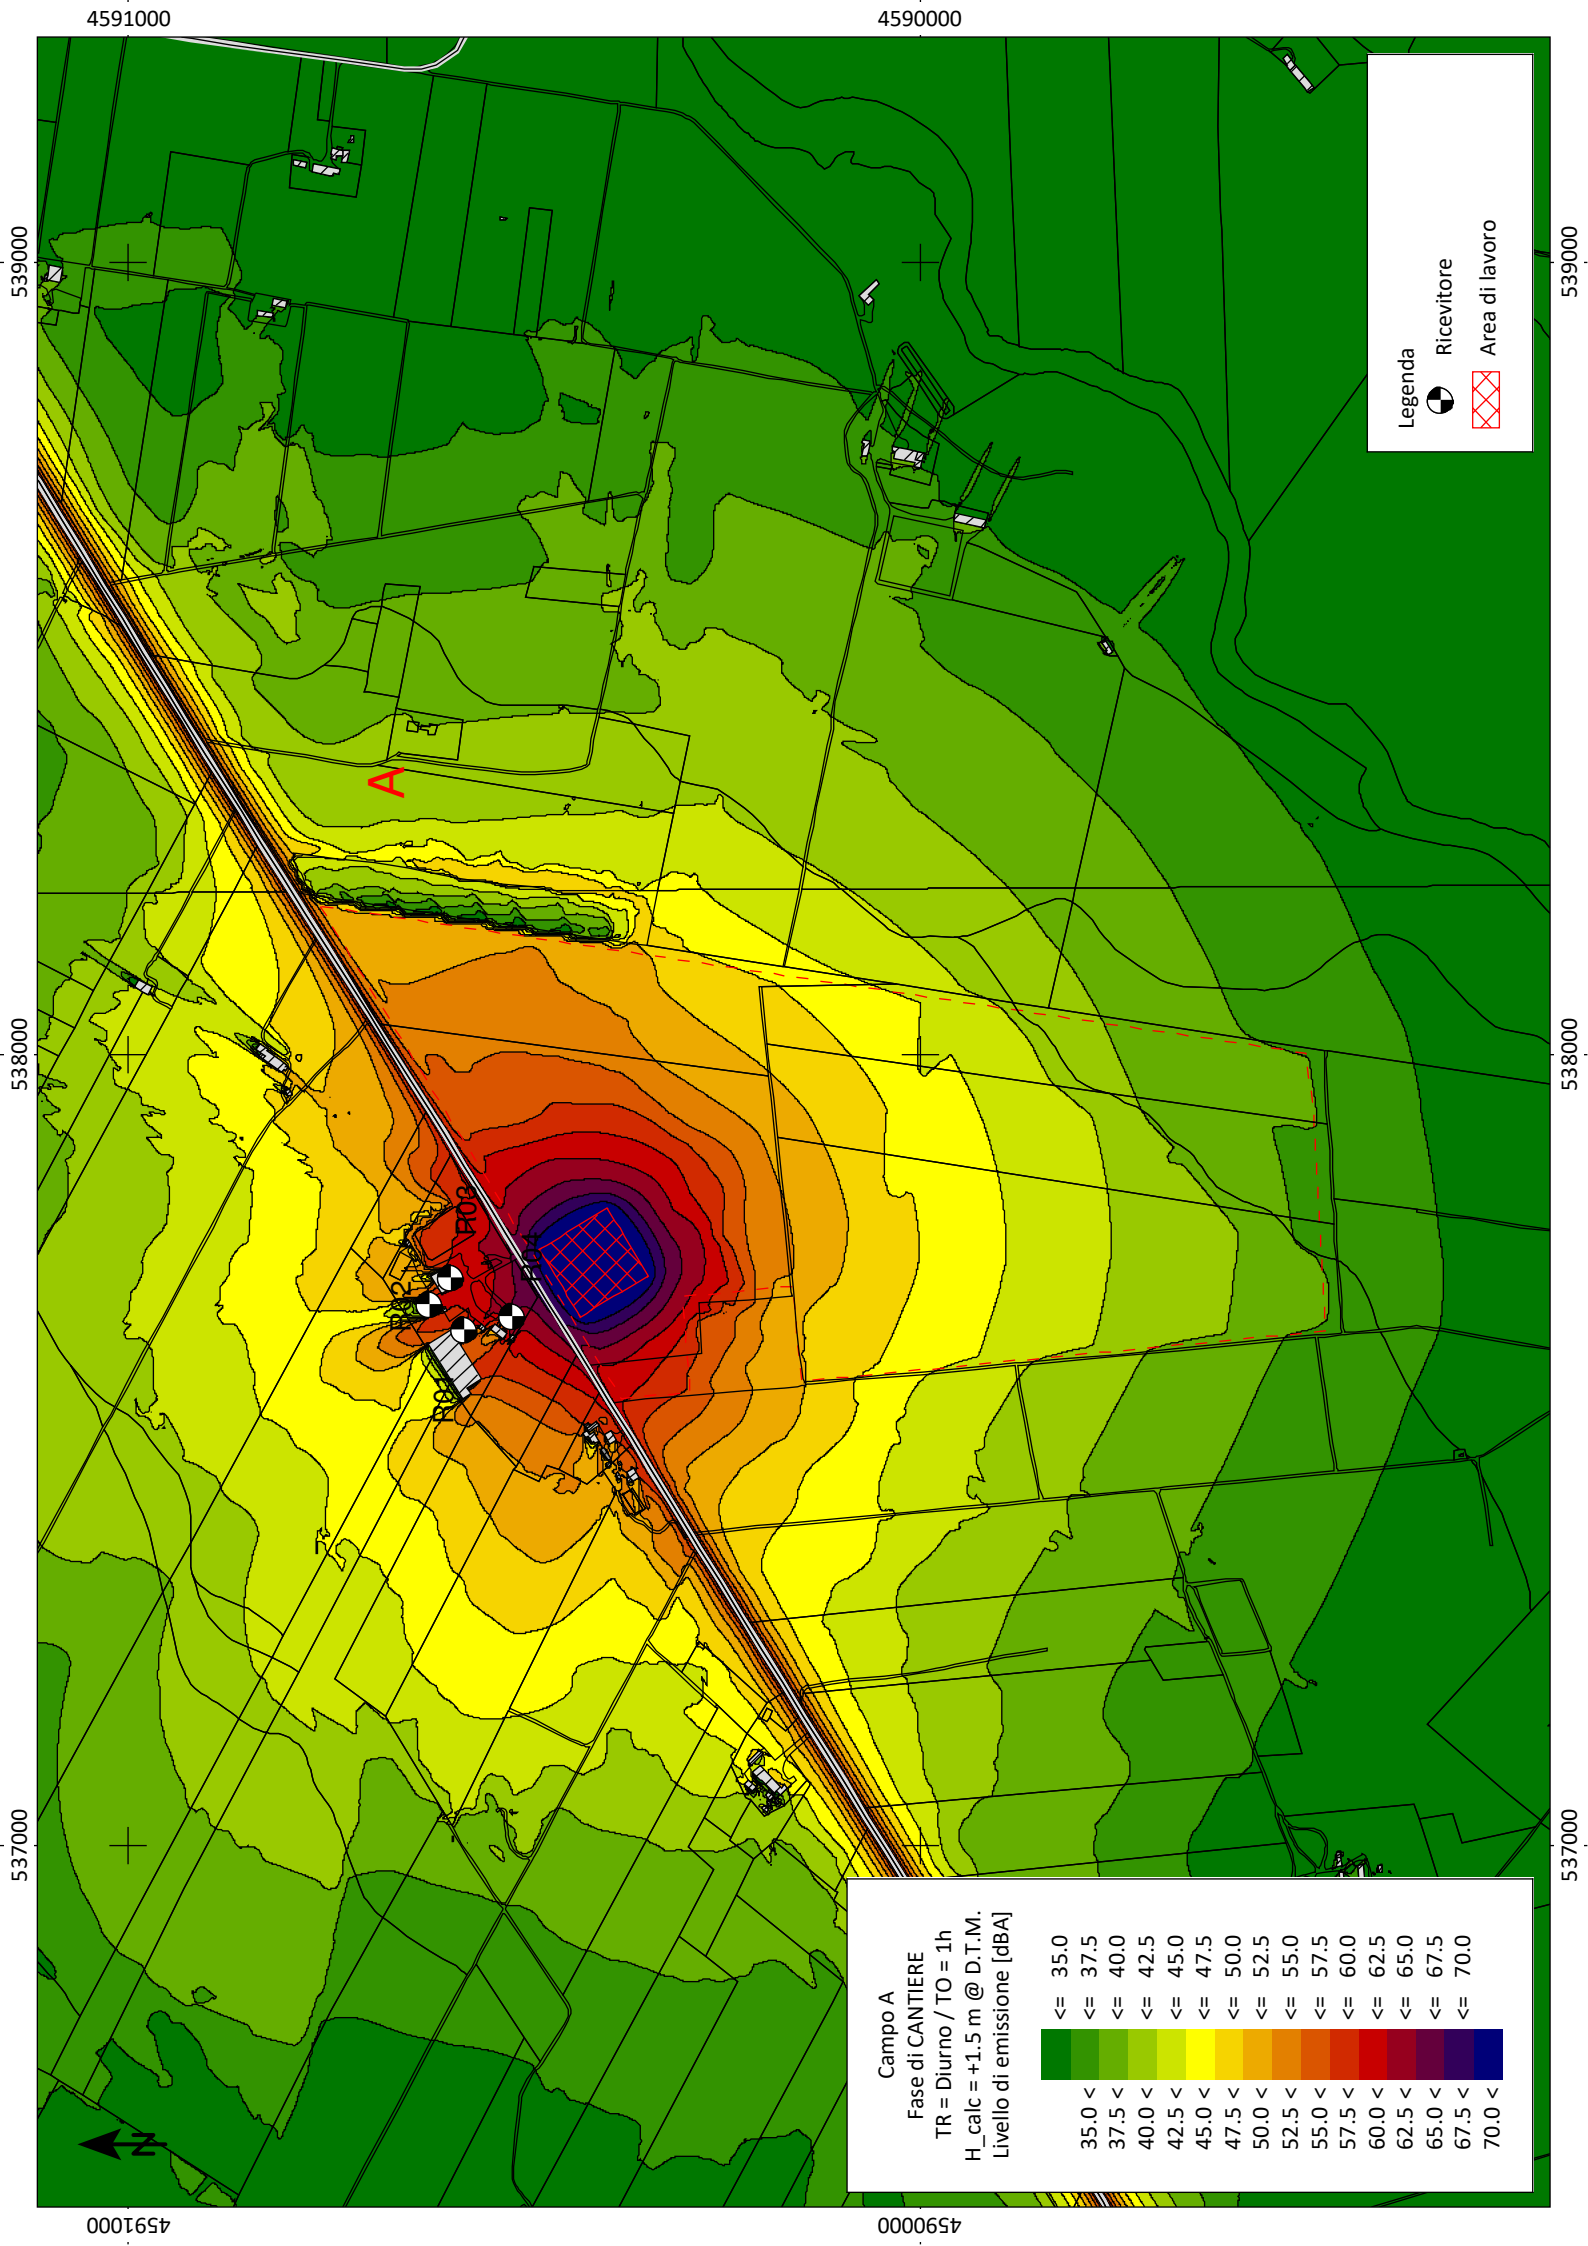 4591000
4590000
539000
539000
538000
538000
537000
537000
4591000
4590000
A
R01
R02
R03
R04
N
Legenda
Ricevitore
Area di lavoro
Campo A
Fase di CANTIERE
TR = Diurno / TO = 1h
H_calc = +1.5 m @ D.T.M.
Livello di emissione [dBA]
<= 35.0
35.0 < <= 37.5
37.5 < <= 40.0
40.0 < <= 42.5
42.5 < <= 45.0
45.0 < <= 47.5
47.5 < <= 50.0
50.0 < <= 52.5
52.5 < <= 55.0
55.0 < <= 57.5
57.5 < <= 60.0
60.0 < <= 62.5
62.5 < <= 65.0
65.0 < <= 67.5
67.5 < <= 70.0
70.0 <